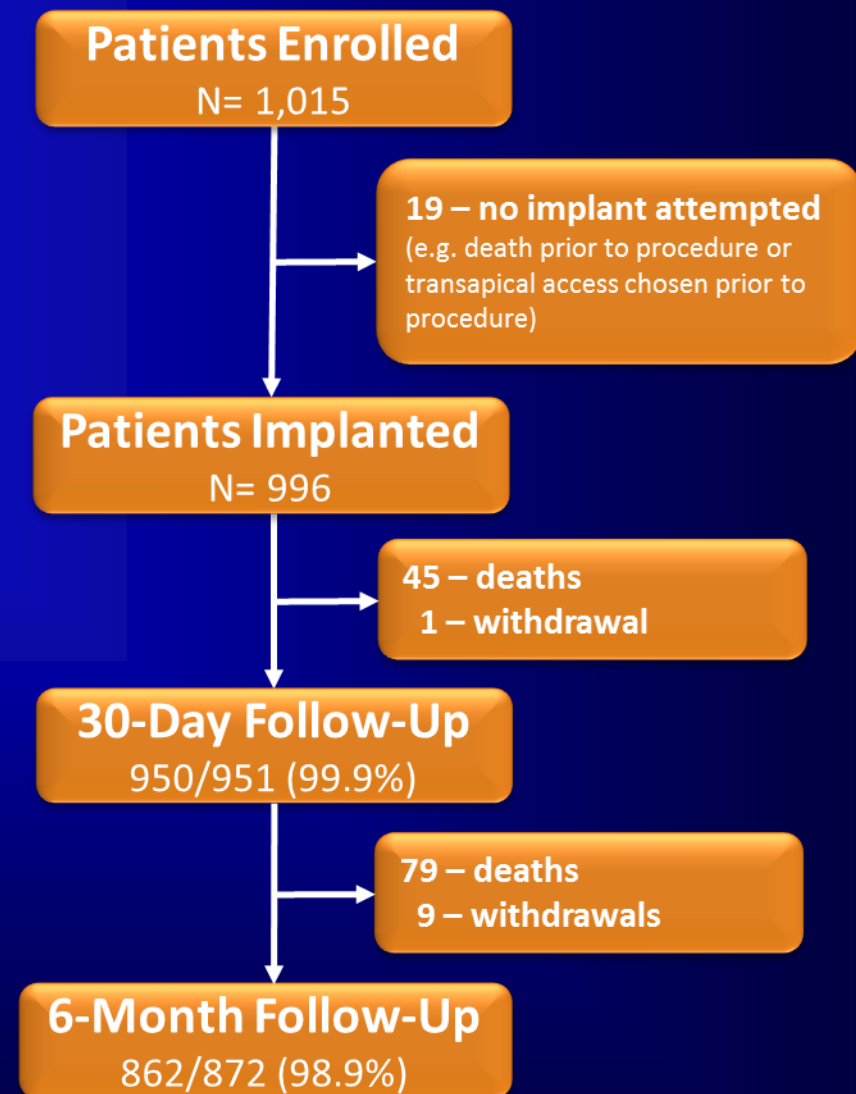 Patients Enrolled
N= 1,015
19 – no implant attempted
(e.g. death prior to procedure or
transapical access chosen prior to
procedure)
Patients Implanted
N= 996
45 – deaths
1 – withdrawal
30-Day Follow-Up
950/951 (99.9%)
79 – deaths
9 – withdrawals
6-Month Follow-Up
862/872 (98.9%)